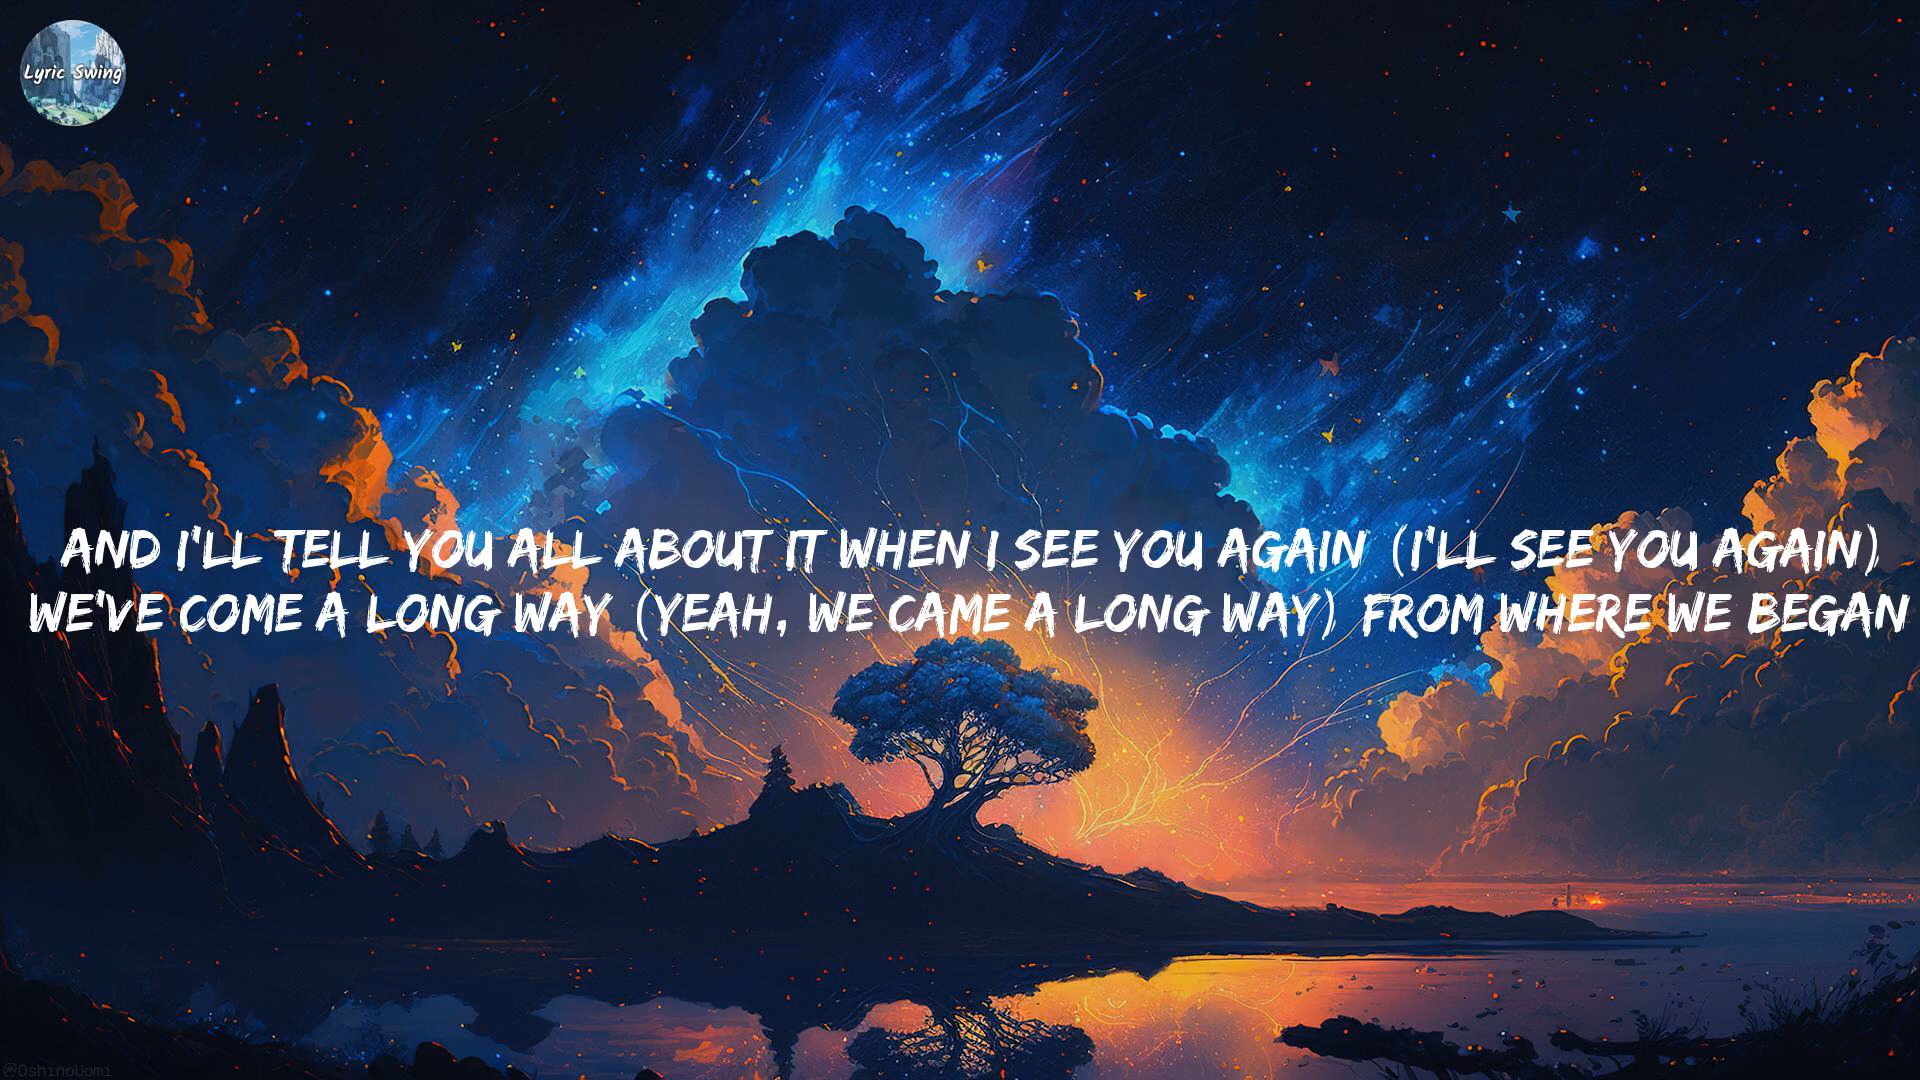 Lyric Swing
AND I'LL TELL YOU ALL ABOUT IT WHEN I SEE YOU AGAIN (I'LL SEE YOU AGAIN)
WE'VE COME A LONG WAY (YEAH, WE CAME A LONG WAY) FROM WHERE WE BEGAN
@OshinoUomi